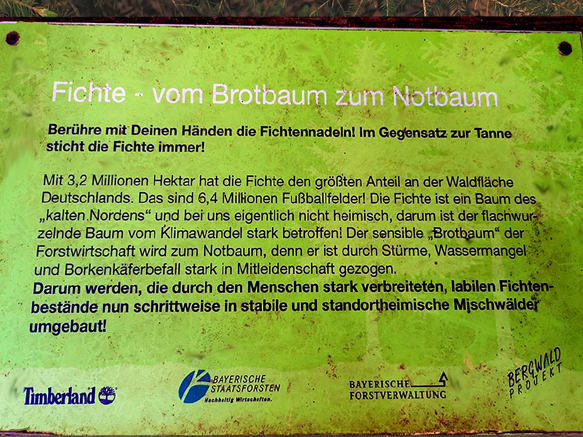 Fichte - vom Brotbaum zum Notbaum
Berühre mit Deinen Händen die Fichtennadeln! Im Gegensatz zur Tanne
sticht die Fichte immer!
Mit 3,2 Millionen Hektar hat die Fichte den größten Anteil an der Waldfläche
Deutschlands. Das sind 6,4 Millionen Fußballfelder! Die Fichte ist ein Baum des
„kalten Nordens“ und bei uns eigentlich nicht heimisch, darum ist der flachwur-
zelnde Baum vom Klimawandel stark betroffen! Der sensible „Brotbaum“ der
Forstwirtschaft wird zum Notbaum, denn er ist durch Stürme, Wassermangel
und Borkenkäferbefall stark in Mitleidenschaft gezogen.
Darum werden, die durch den Menschen stark verbreiteten, labilen Fichten-
bestände nun schrittweise in stabile und standortheimische Mischwälder
umgebaut!
Timberland
BAYERISCHE
STAATSFORSTEN
Nachhaltig Wirtschaften.
BAYERISCHE
FORSTVERWALTUNG
BERGWALD
PROJEKT